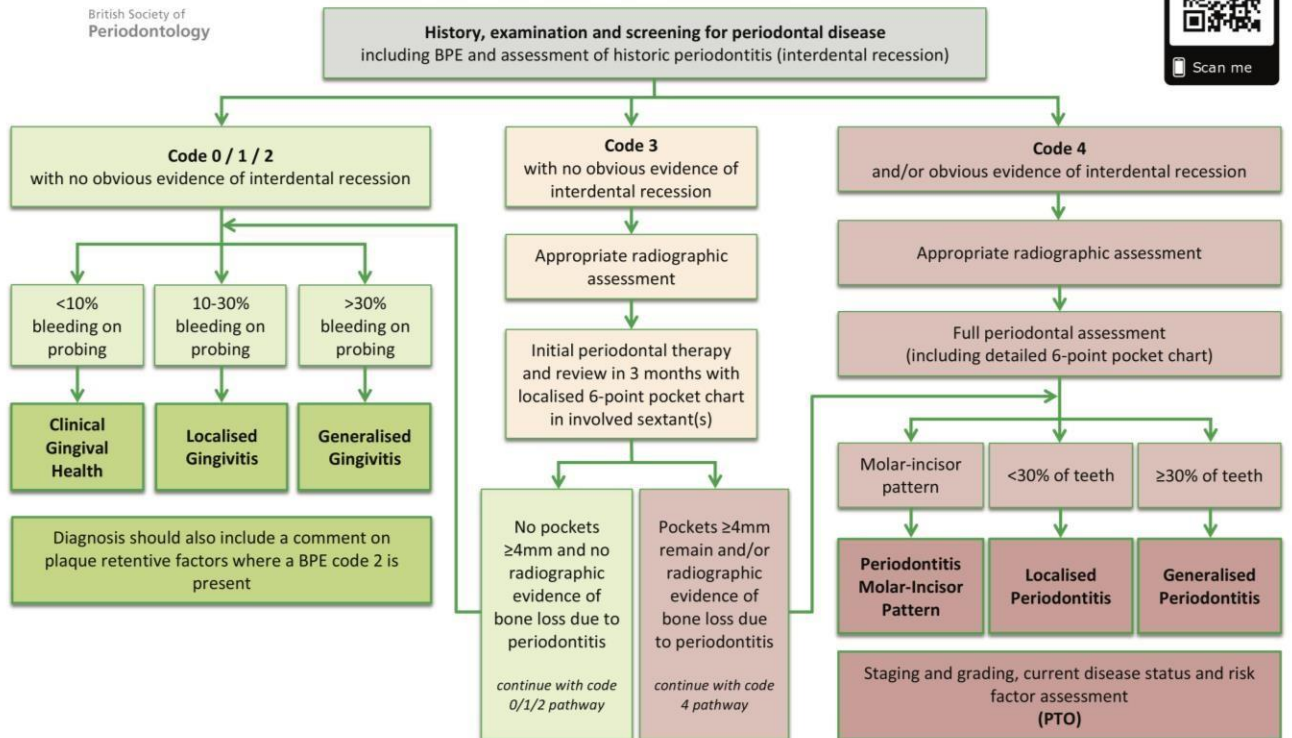 British Society of
Periodontology
Scan me
History, examination and screening for periodontal disease
including BPE and assessment of historic periodontitis (interdental recession)
Code 0 / 1 / 2
with no obvious evidence of interdental recession
<10%
bleeding on
probing
10-30%
bleeding on
probing
>30%
bleeding on
probing
Clinical
Gingival
Health
Localised
Gingivitis
Generalised
Gingivitis
Diagnosis should also include a comment on
plaque retentive factors where a BPE code 2 is
present
Code 3
with no obvious evidence of
interdental recession
Appropriate radiographic
assessment
Initial periodontal therapy
and review in 3 months with
localised 6-point pocket chart
in involved sextant(s)
No pockets
≥4mm and no
radiographic
evidence of
bone loss due to
periodontitis
continue with code
0/1/2 pathway
Pockets ≥4mm
remain and/or
radiographic
evidence of
bone loss due
to periodontitis
continue with code
4 pathway
Code 4
and/or obvious evidence of interdental recession
Appropriate radiographic assessment
Full periodontal assessment
(including detailed 6-point pocket chart)
Molar-incisor
pattern
<30% of teeth
≥30% of teeth
Periodontitis
Molar-Incisor
Pattern
Localised
Periodontitis
Generalised
Periodontitis
Staging and grading, current disease status and risk
factor assessment
(PTO)